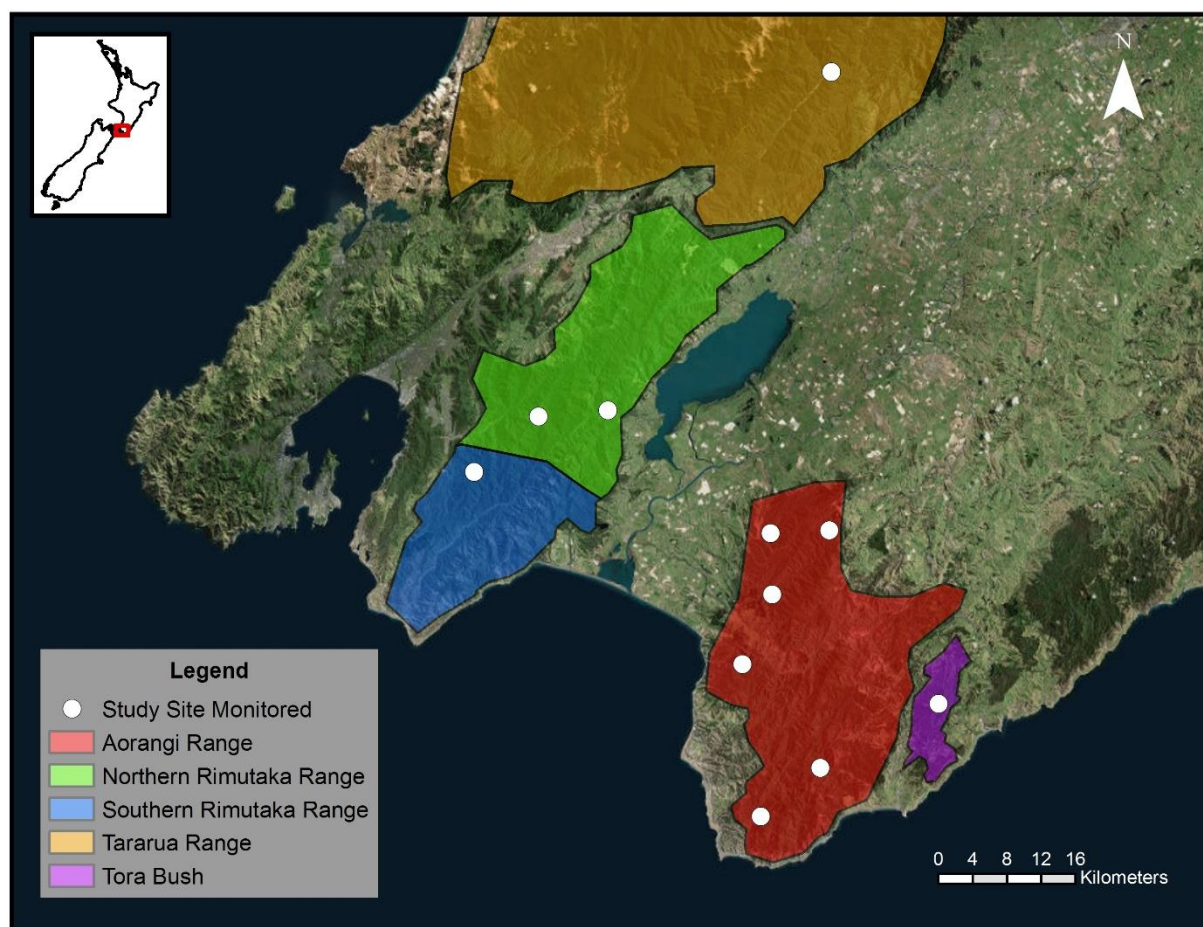 N
Legend
Study Site Monitored
Aorangi Range
Northern Rimutaka Range
Southern Rimutaka Range
Tararua Range
Tora Bush
0 4 8 12 16
Kilometers